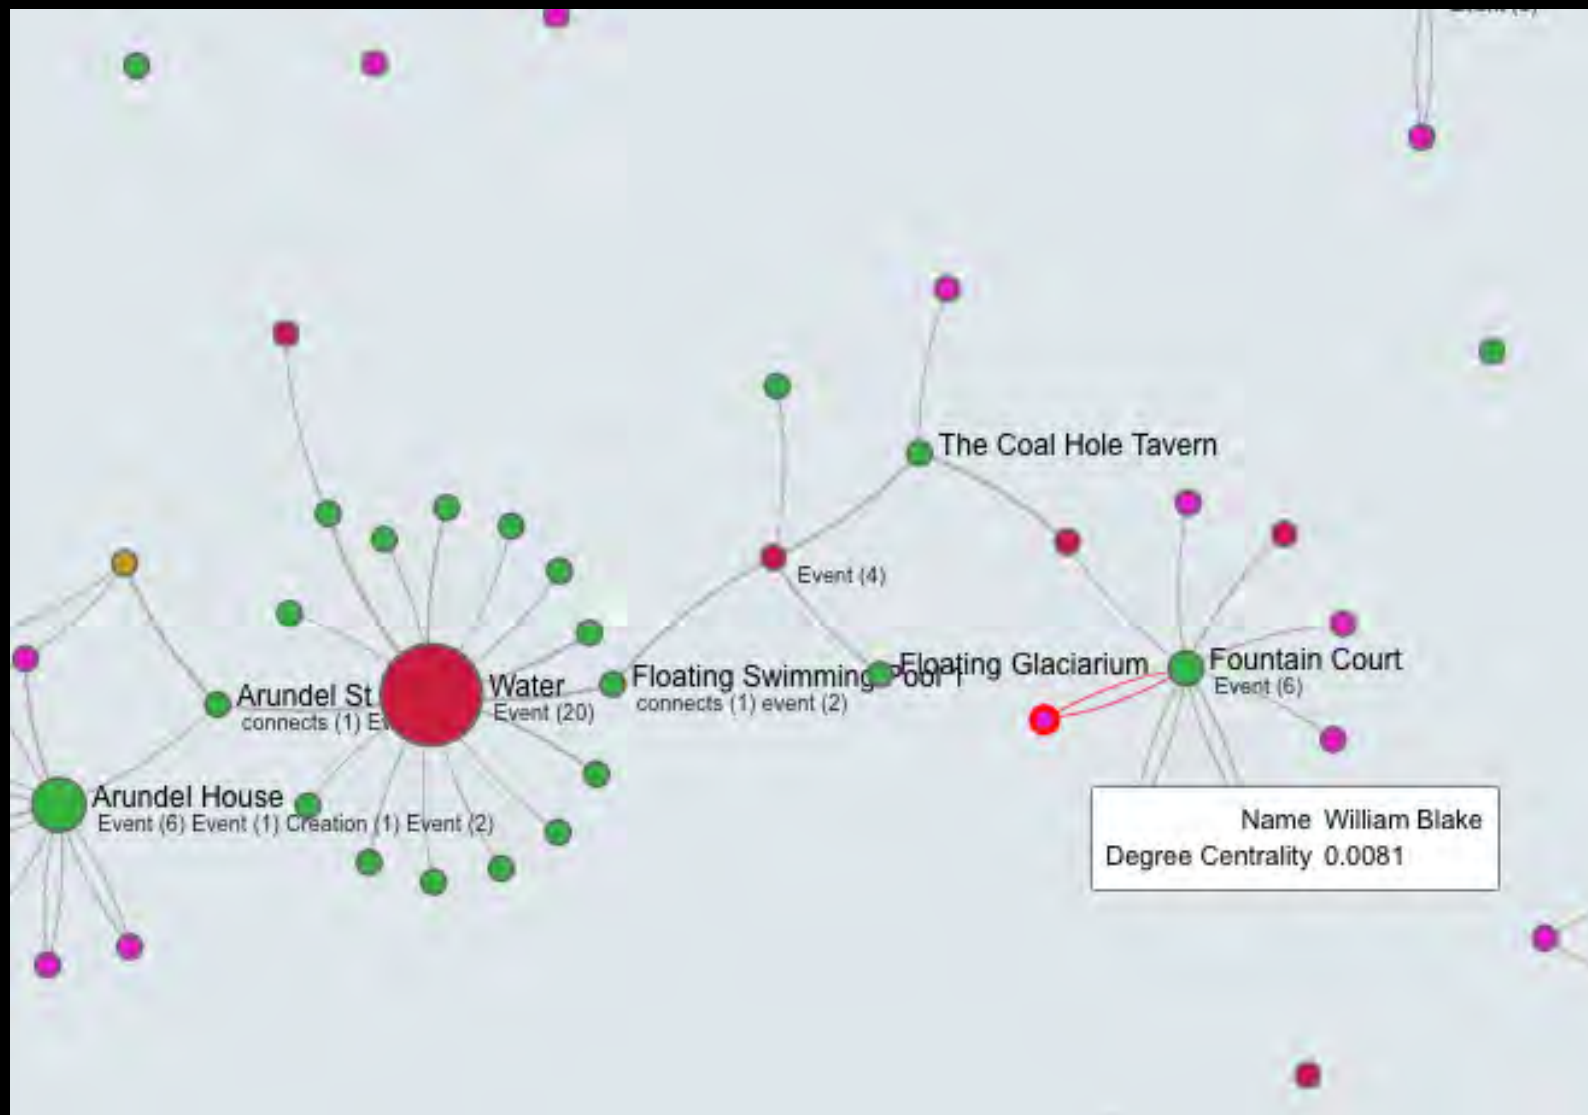 The Coal Hole Tavern
Event (4)
Floating Swimming Pool 1
connects (1) event (2)
Floating Glaciarium
Fountain Court
Event (6)
Arundel St
connects (1)
Water
Event (20)
Arundel House
Event (6) Event (1) Creation (1) Event (2)
Name William Blake
Degree Centrality 0.0081